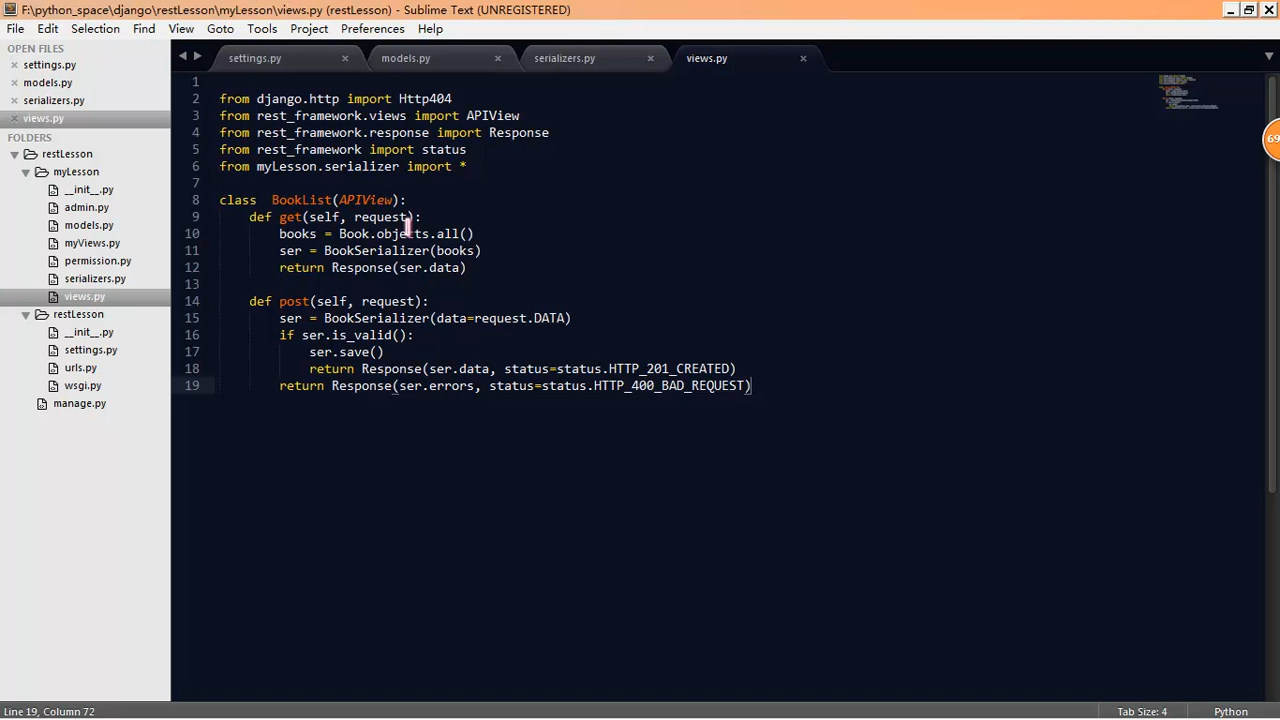 F:\python_space\django\restLesson\myLesson\views.py (restLesson) - Sublime Text (UNREGISTERED)
File Edit Selection Find View Goto Tools Project Preferences Help
OPEN FILES
settings.py
models.py
serializers.py
views.py
FOLDERS
restLesson
myLesson
__init__.py
admin.py
models.py
myViews.py
permission.py
serializers.py
views.py
restLesson
__init__.py
settings.py
urls.py
wsgi.py
manage.py
settings.py models.py serializers.py views.py
1
2 from django.http import Http404
3 from rest_framework.views import APIView
4 from rest_framework.response import Response
5 from rest_framework import status
6 from myLesson.serializer import *
7
8 class  BookList(APIView):
9     def get(self, request):
10         books = Book.objects.all()
11         ser = BookSerializer(books)
12         return Response(ser.data)
13
14     def post(self, request):
15         ser = BookSerializer(data=request.DATA)
16         if ser.is_valid():
17             ser.save()
18             return Response(ser.data, status=status.HTTP_201_CREATED)
19         return Response(ser.errors, status=status.HTTP_400_BAD_REQUEST)
69
Line 19, Column 72 Tab Size: 4 Python